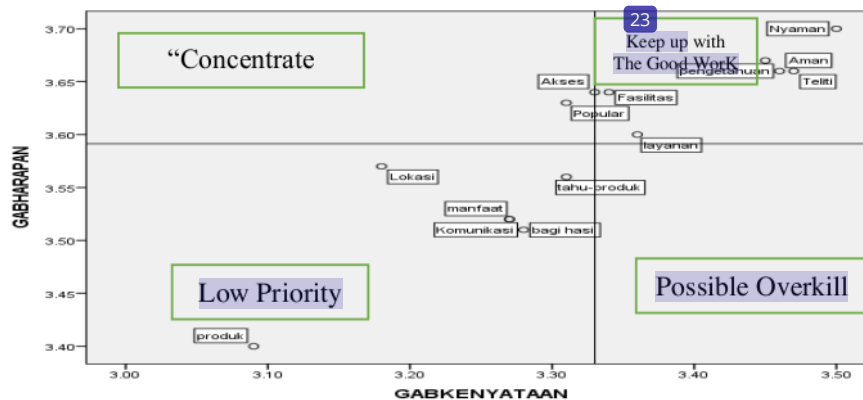 23
3.70
Nyaman
“Concentrate
Keep up with
The Good WorK
Aman
pengetahuan
Teliti
3.65
Akses
Fasilitas
Popular
3.60
layanan
GABHARAPAN
3.55
Lokasi
tahu-produk
manfaat
3.50
Komunikasi
bagi hasi
3.45
Low Priority
Possible Overkill
produk
3.40
3.00
3.10
3.20
3.30
3.40
3.50
GABKENYATAAN